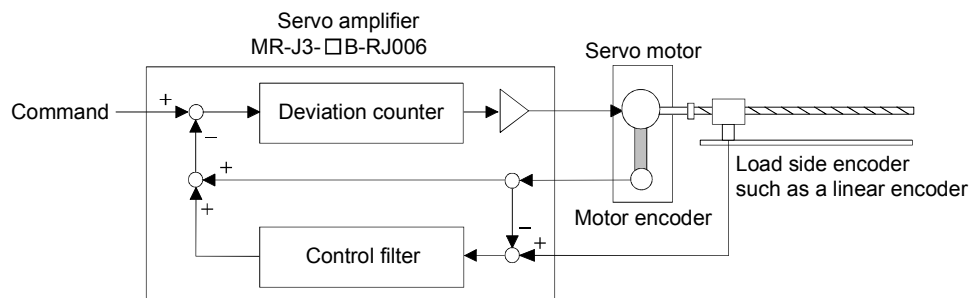 Servo amplifier
MR-J3-□B-RJ006
Servo motor
Command
+
Deviation counter
−
+
+
Load side encoder
such as a linear encoder
Motor encoder
−
+
Control filter